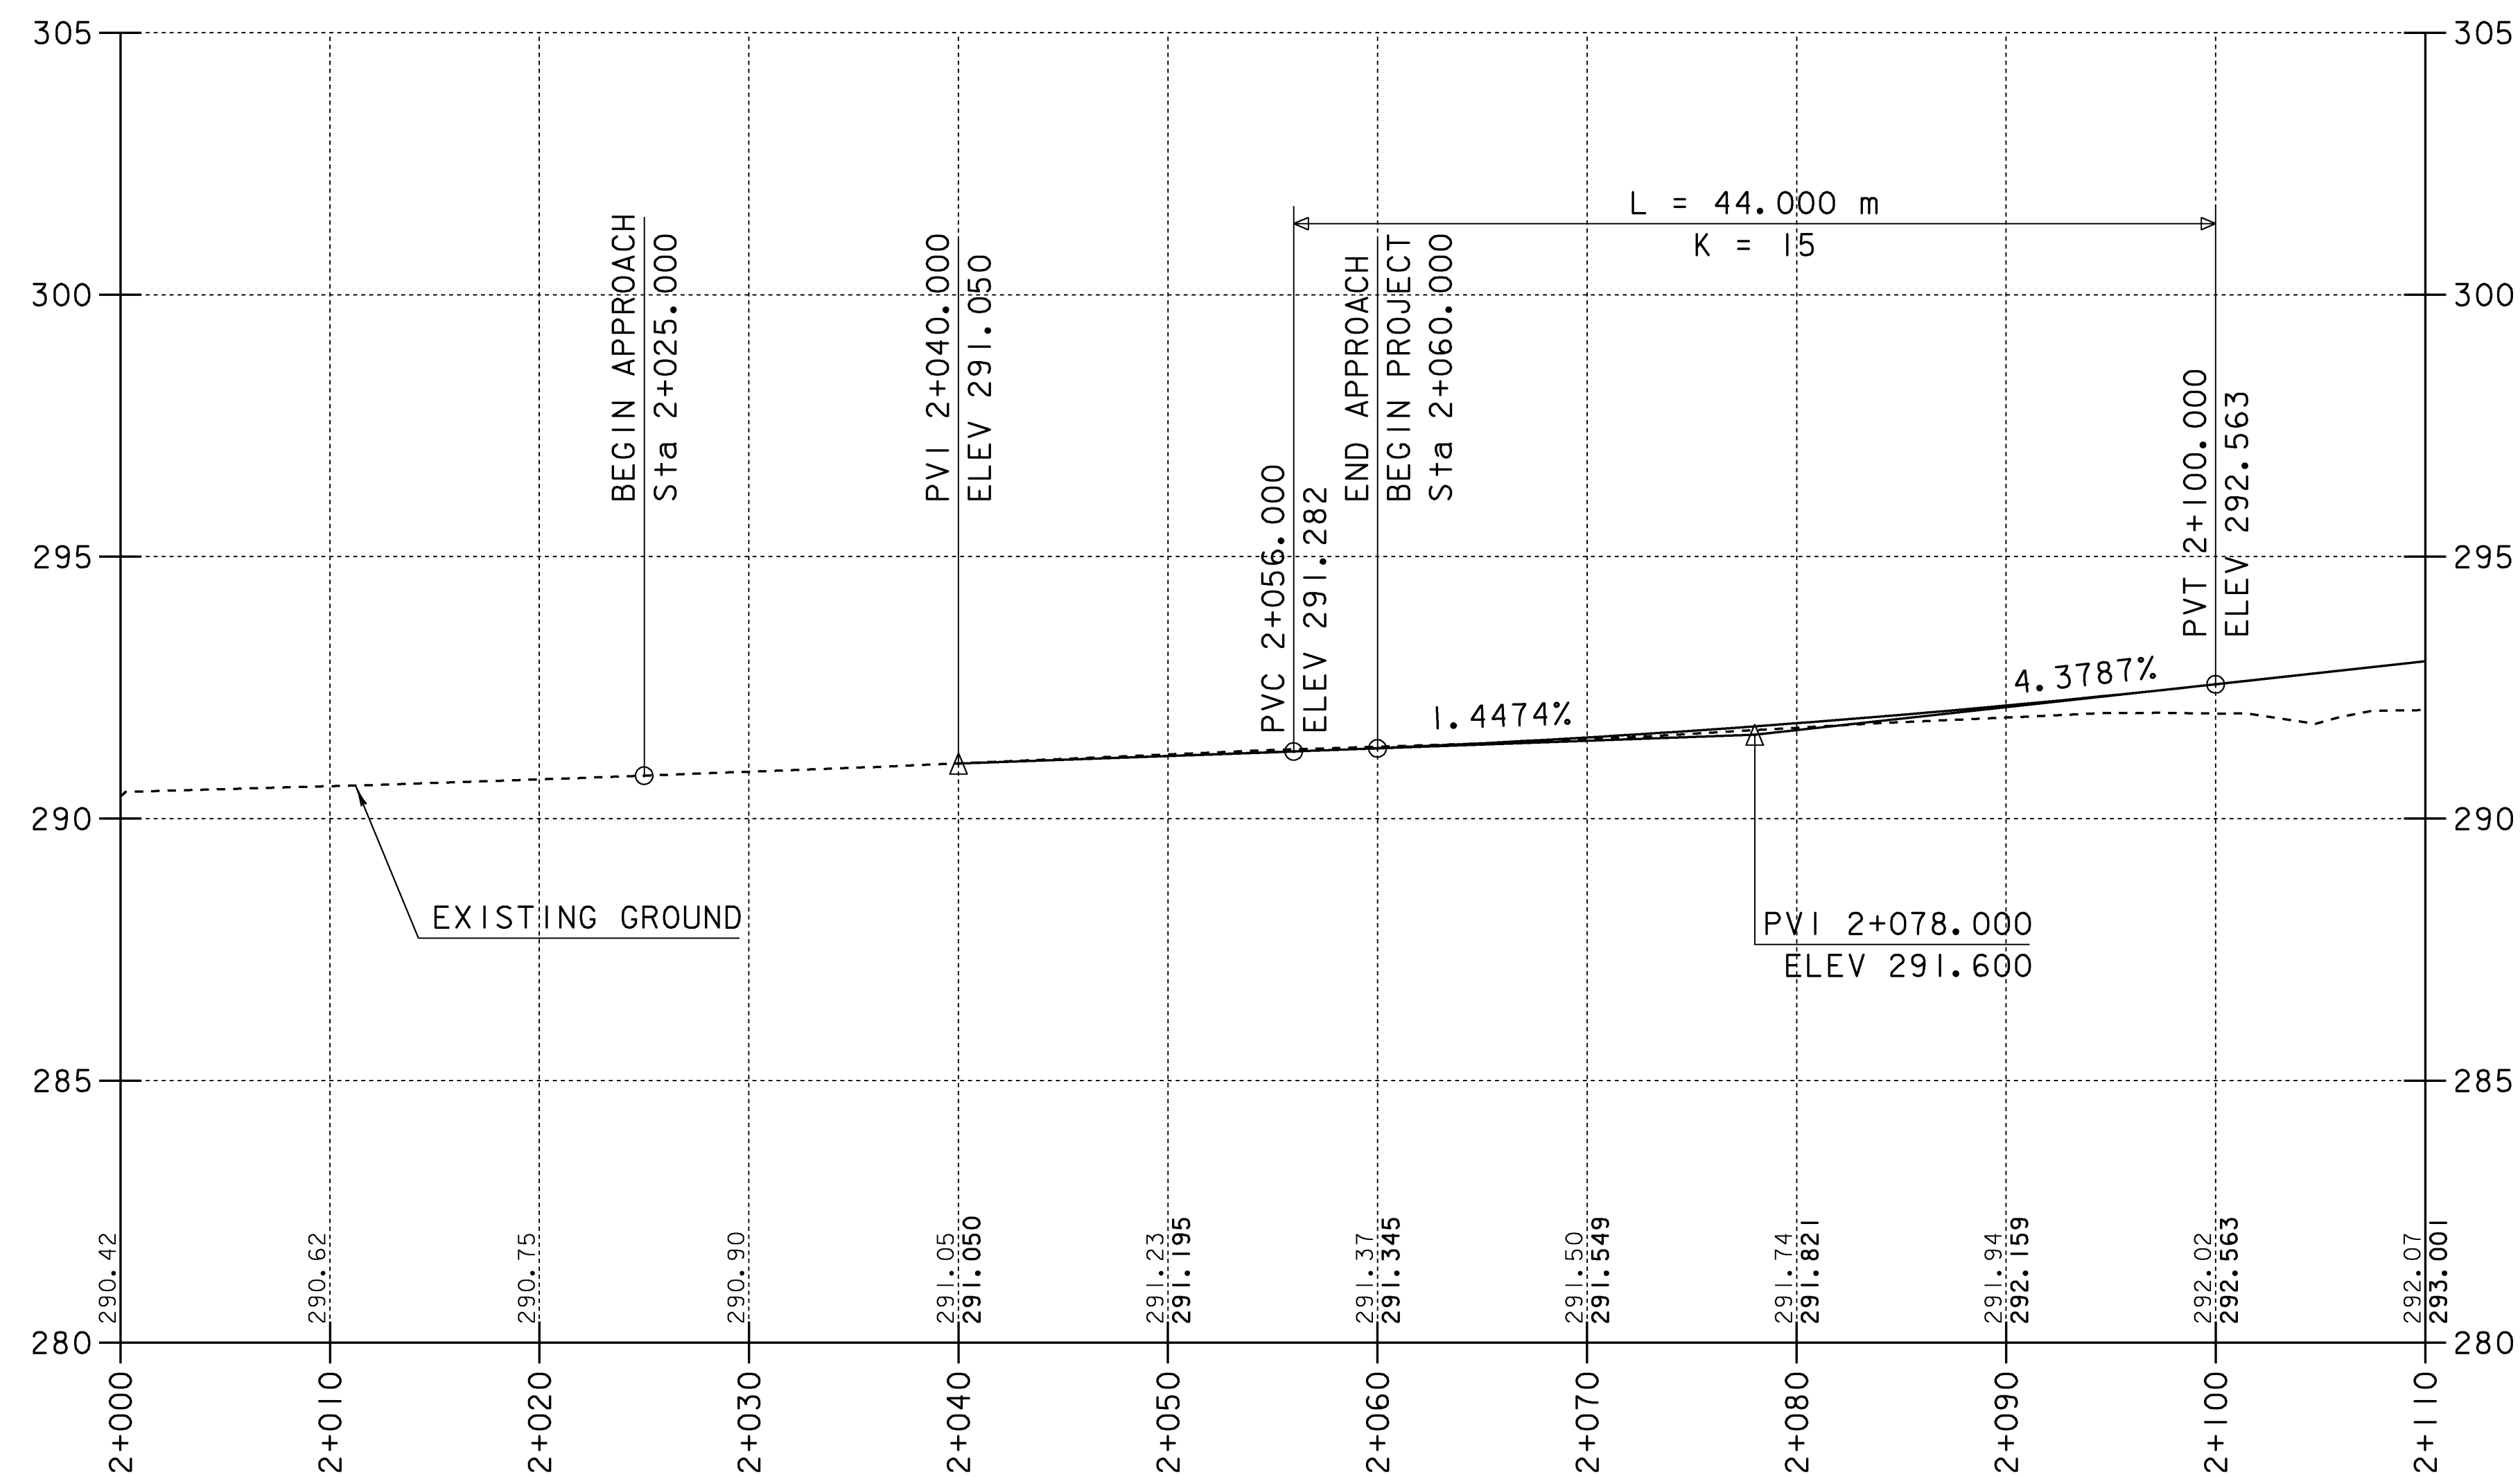 305
305
L = 44.000 m
K = 15
BEGIN APPROACH
Sta 2+025.000
PVI 2+040.000
ELEV 291.050
END APPROACH
BEGIN PROJECT
Sta 2+060.000
300
300
PVC 2+056.000
ELEV 291.282
PVT 2+100.000
ELEV 292.563
295
295
1.4474%
4.3787%
290
290
EXISTING GROUND
PVI 2+078.000
ELEV 291.600
285
285
290.42
290.62
290.75
290.90
291.05
291.050
291.23
291.195
291.37
291.345
291.50
291.549
291.74
291.821
291.94
292.159
292.02
292.563
292.07
293.001
280
280
2+000
2+010
2+020
2+030
2+040
2+050
2+060
2+070
2+080
2+090
2+100
2+110